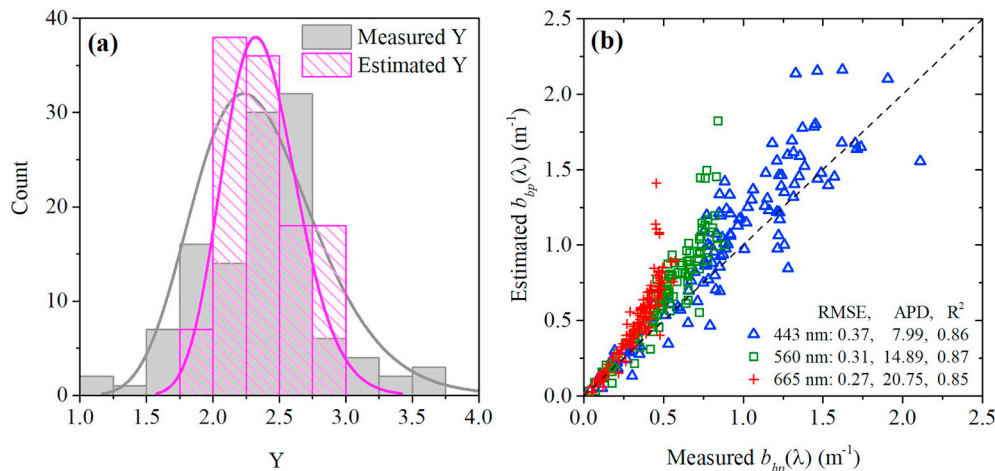 (a)
Measured Y
Estimated Y
Count
40
30
20
10
0
1.0 1.5 2.0 2.5 3.0 3.5 4.0
Y
(b)
Estimated b_bp(λ) (m⁻¹)
2.5
2.0
1.5
1.0
0.5
0.0
RMSE, APD, R²
443 nm: 0.37, 7.99, 0.86
560 nm: 0.31, 14.89, 0.87
665 nm: 0.27, 20.75, 0.85
0.0 0.5 1.0 1.5 2.0 2.5
Measured b_bp(λ) (m⁻¹)